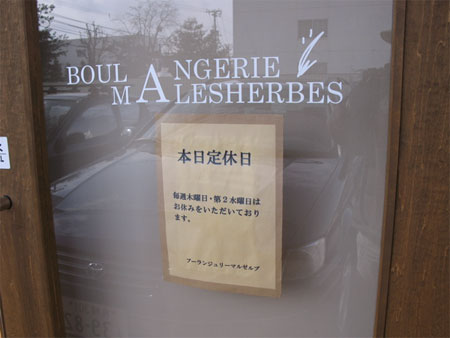 BOULANGERIE
MALESHERBES
本日定休日
毎週木曜日・第2水曜日は
お休みをいただいており
ます。
ブーランジュリーマルゼルブ